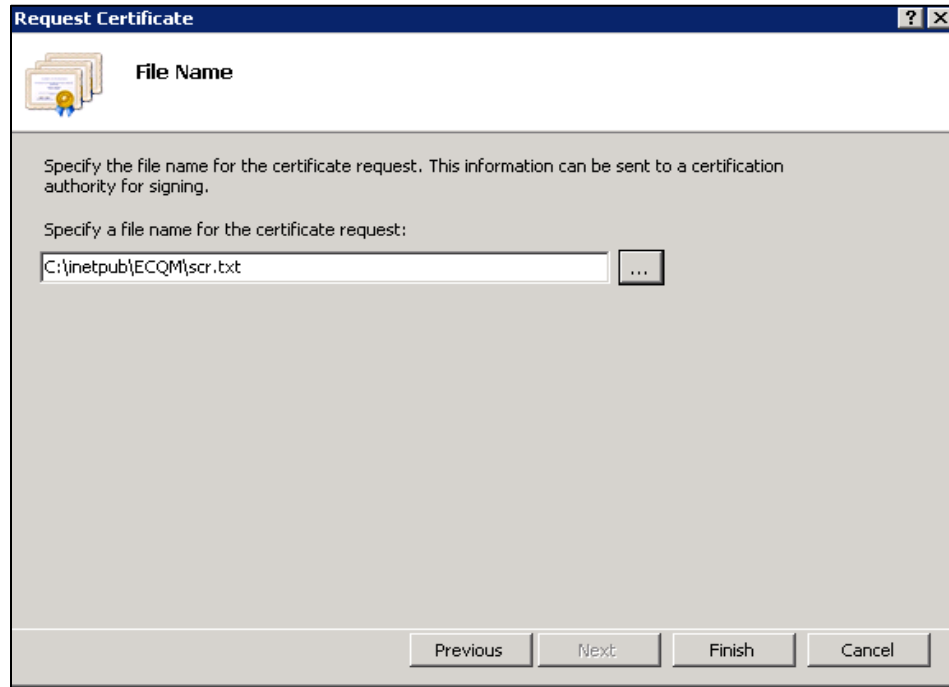 Request Certificate
File Name
Specify the file name for the certificate request. This information can be sent to a certification
authority for signing.
Specify a file name for the certificate request:
C:\inetpub\ECQM\scr.txt
...
Previous
Next
Finish
Cancel